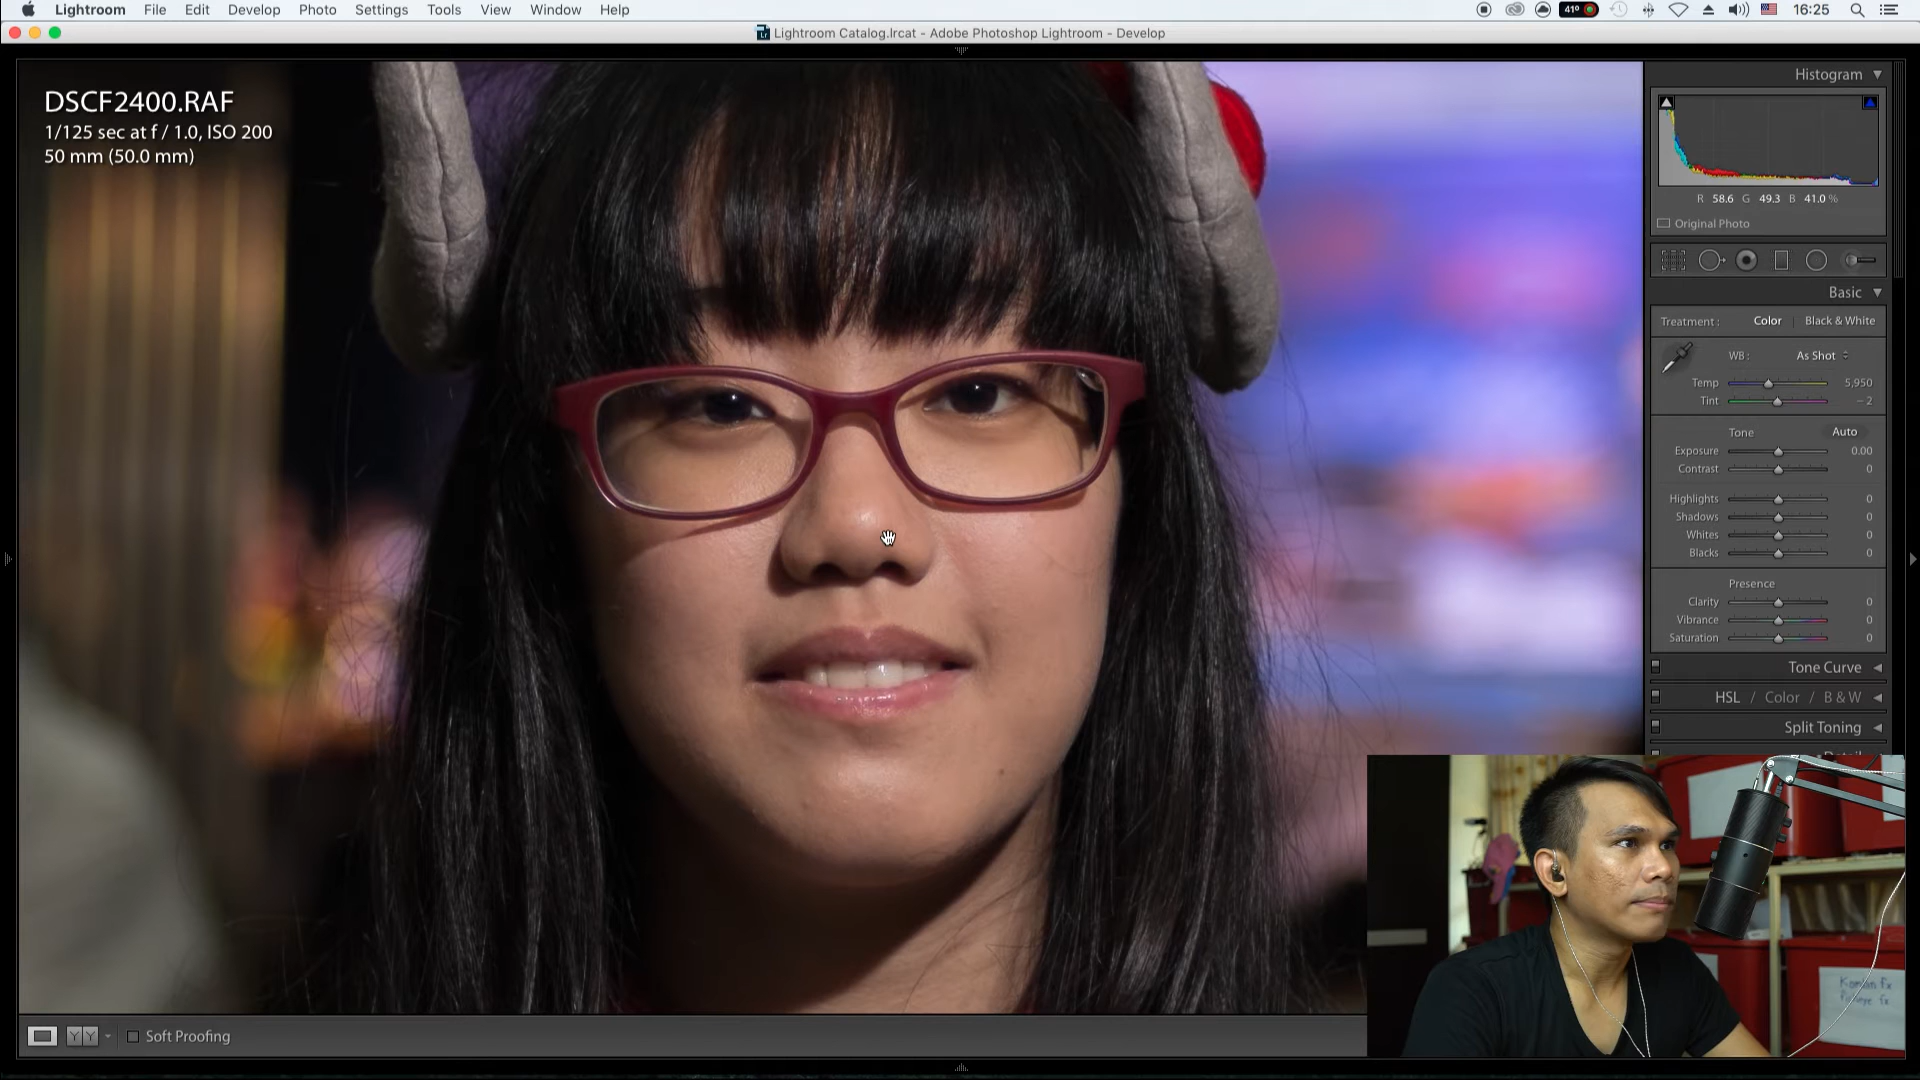 Lightroom File Edit Develop Photo Settings Tools View Window Help 41° 16:25
Lightroom Catalog.lrcat - Adobe Photoshop Lightroom - Develop
DSCF2400.RAF
1/125 sec at f / 1.0, ISO 200
50 mm (50.0 mm)
Histogram
R 58.6 G 49.3 B 41.0 %
Original Photo
Basic
Treatment : Color Black & White
WB : As Shot
Temp 5,950
Tint – 2
Tone Auto
Exposure 0.00
Contrast 0
Highlights 0
Shadows 0
Whites 0
Blacks 0
Presence
Clarity 0
Vibrance 0
Saturation 0
Tone Curve
HSL / Color / B & W
Split Toning
Detail
Y Y Soft Proofing